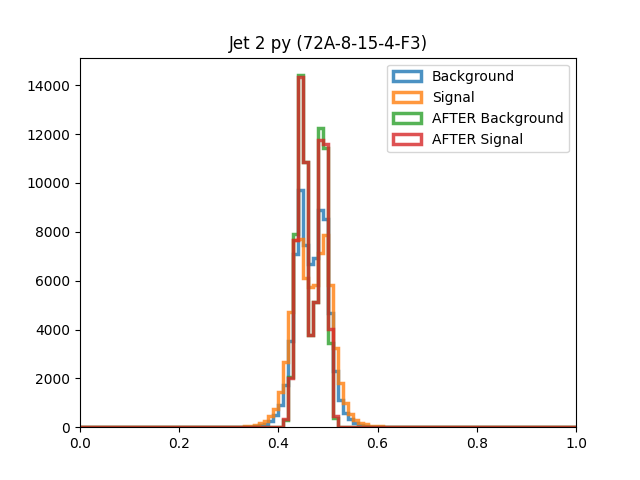 Jet 2 py (72A-8-15-4-F3)
Background
Signal
AFTER Background
AFTER Signal
14000
12000
10000
8000
6000
4000
2000
0
0.0 0.2 0.4 0.6 0.8 1.0